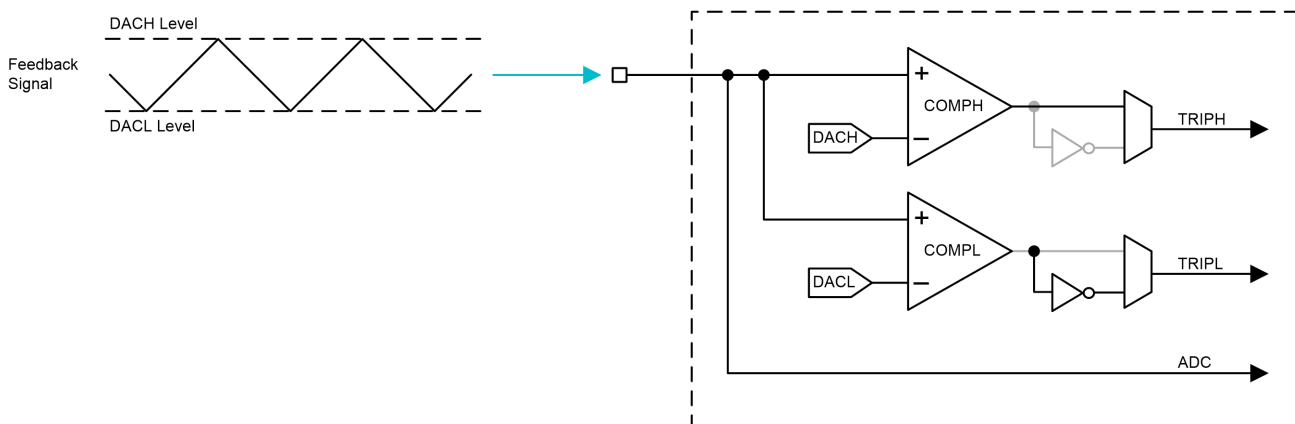 DACH Level
Feedback
Signal
DACL Level
+
COMPH
DACH
−
TRIPH
+
COMPL
DACL
−
TRIPL
ADC